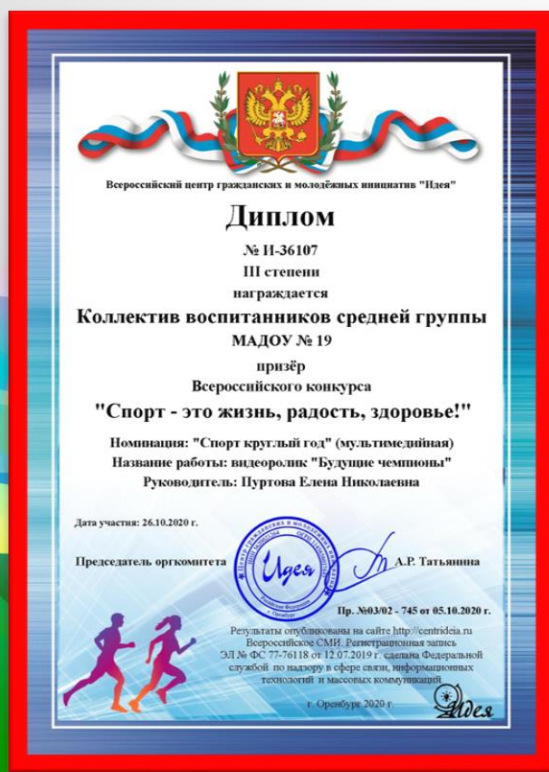 Всероссийский центр гражданских и молодёжных инициатив "Идея"
Диплом
№ И-36107
III степени
награждается
Коллектив воспитанников средней группы
МАДОУ № 19
призёр
Всероссийского конкурса
"Спорт - это жизнь, радость, здоровье!"
Номинация: "Спорт круглый год" (мультимедийная)
Название работы: видеоролик "Будущие чемпионы"
Руководитель: Пуртова Елена Николаевна
Дата участия: 26.10.2020 г.
Председатель оргкомитета
Идея
А.Р. Татьянина
Пр. №03/02 - 745 от 05.10.2020 г.
Результаты опубликованы на сайте http://centrideia.ru
Всероссийское СМИ. Регистрационная запись
ЭЛ № ФС 77-76118 от 12.07.2019 г. сделана Федеральной
службой по надзору в сфере связи, информационных
технологий и массовых коммуникаций
г. Оренбург 2020 г.
Идея